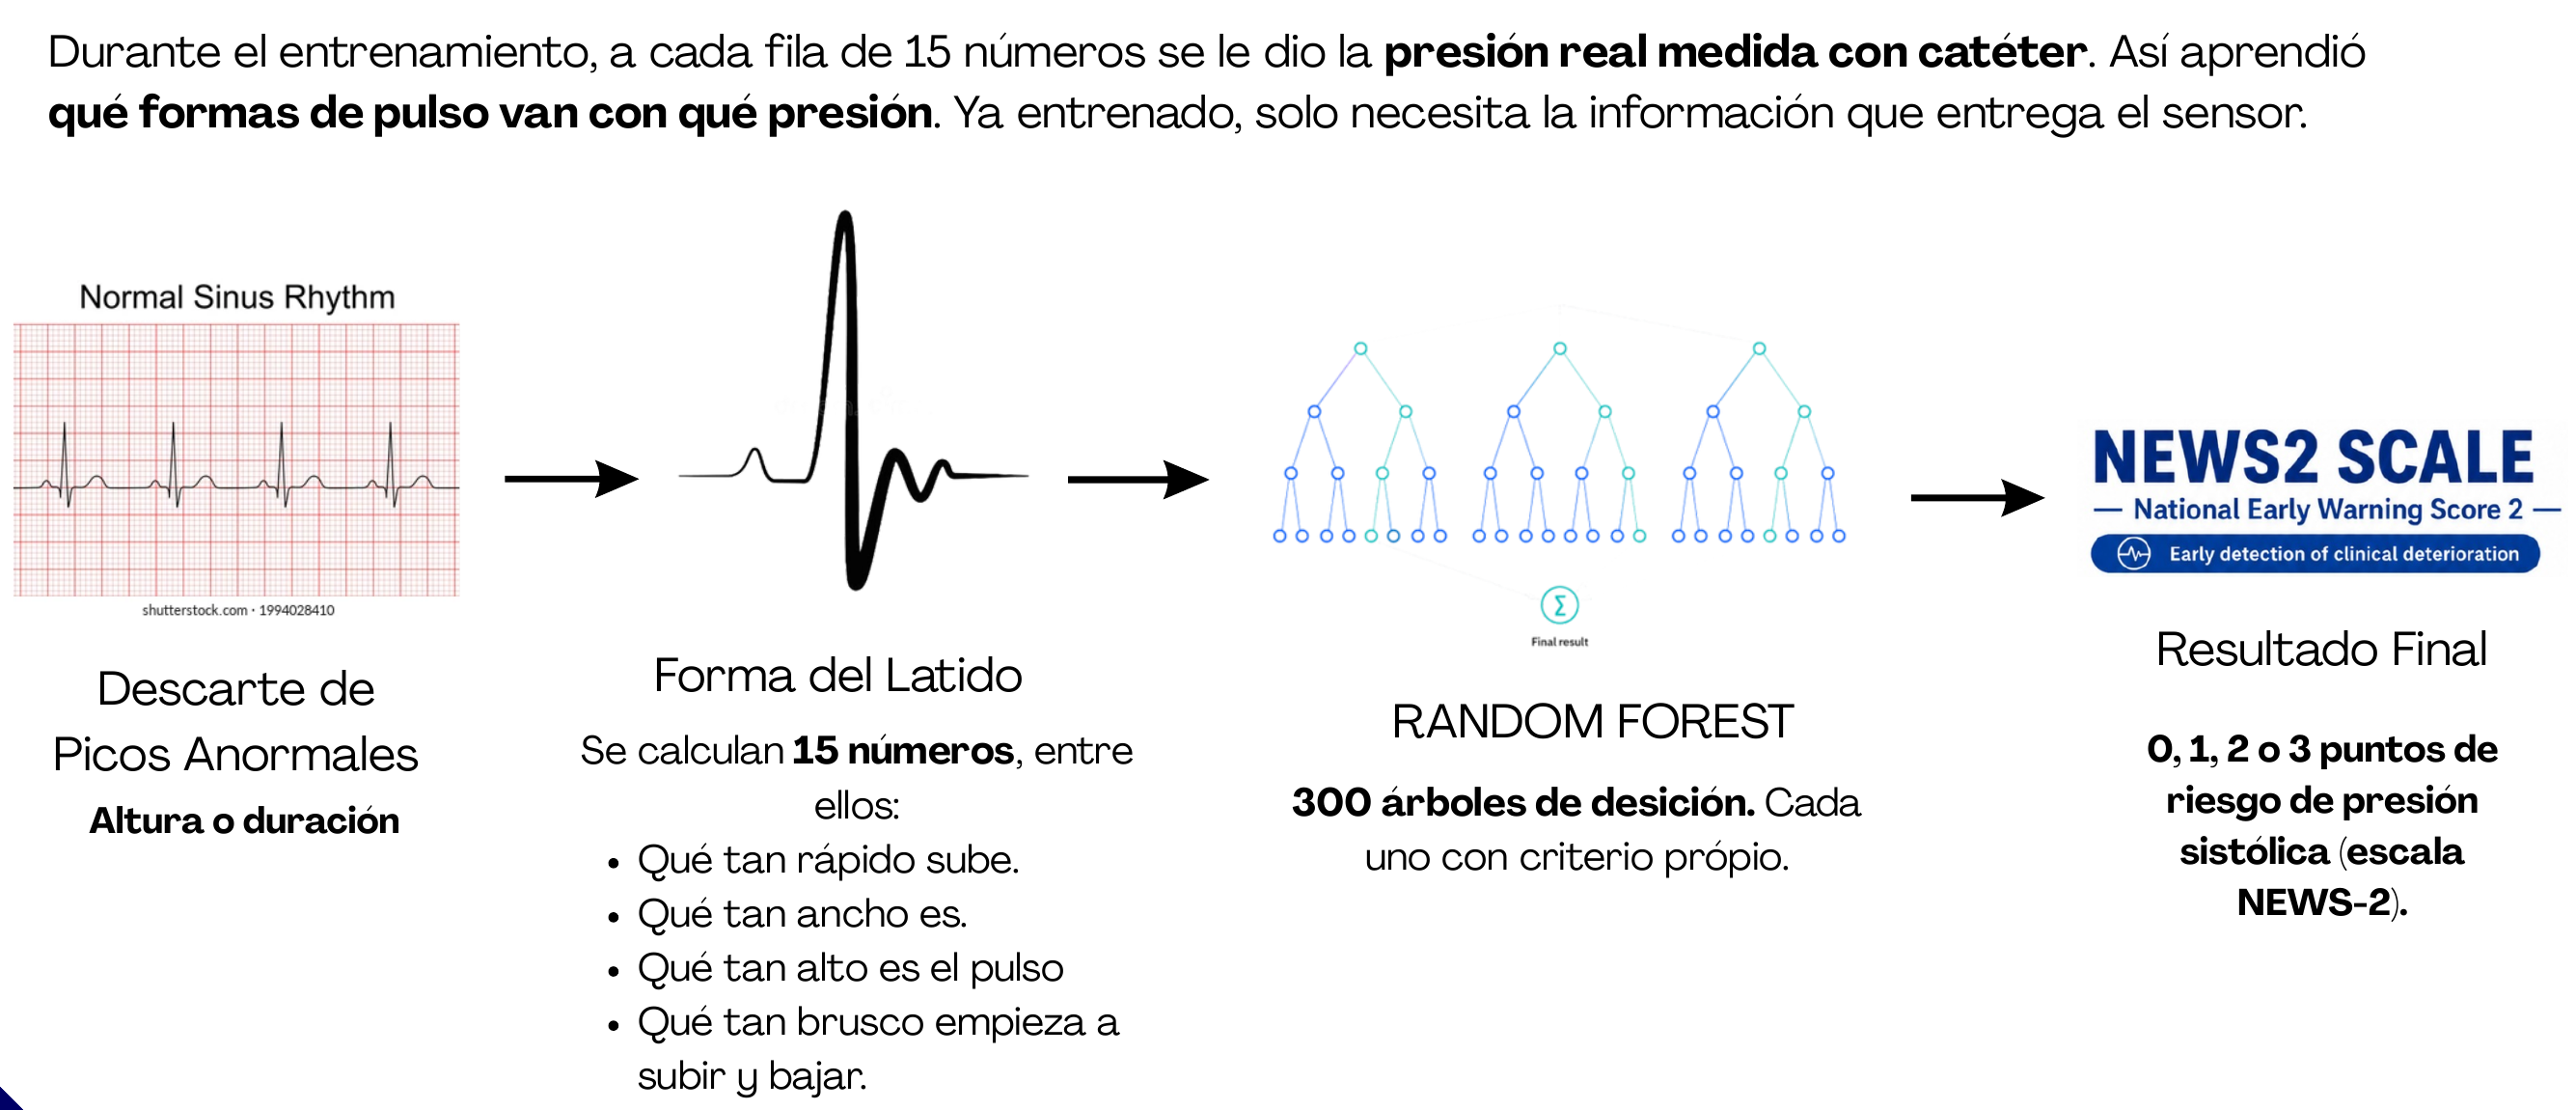 Durante el entrenamiento, a cada fila de 15 números se le dio la presión real medida con catéter. Así aprendió
qué formas de pulso van con qué presión. Ya entrenado, solo necesita la información que entrega el sensor.
Normal Sinus Rhythm
shutterstock.com · 1994028410
Descarte de
Picos Anormales
Altura o duración
Forma del Latido
Se calculan 15 números, entre
ellos:
• Qué tan rápido sube.
• Qué tan ancho es.
• Qué tan alto es el pulso
• Qué tan brusco empieza a
subir y bajar.
Σ
Final result
RANDOM FOREST
300 árboles de desición. Cada
uno con criterio própio.
NEWS2 SCALE
— National Early Warning Score 2 —
Early detection of clinical deterioration
Resultado Final
0, 1, 2 o 3 puntos de
riesgo de presión
sistólica (escala
NEWS-2).